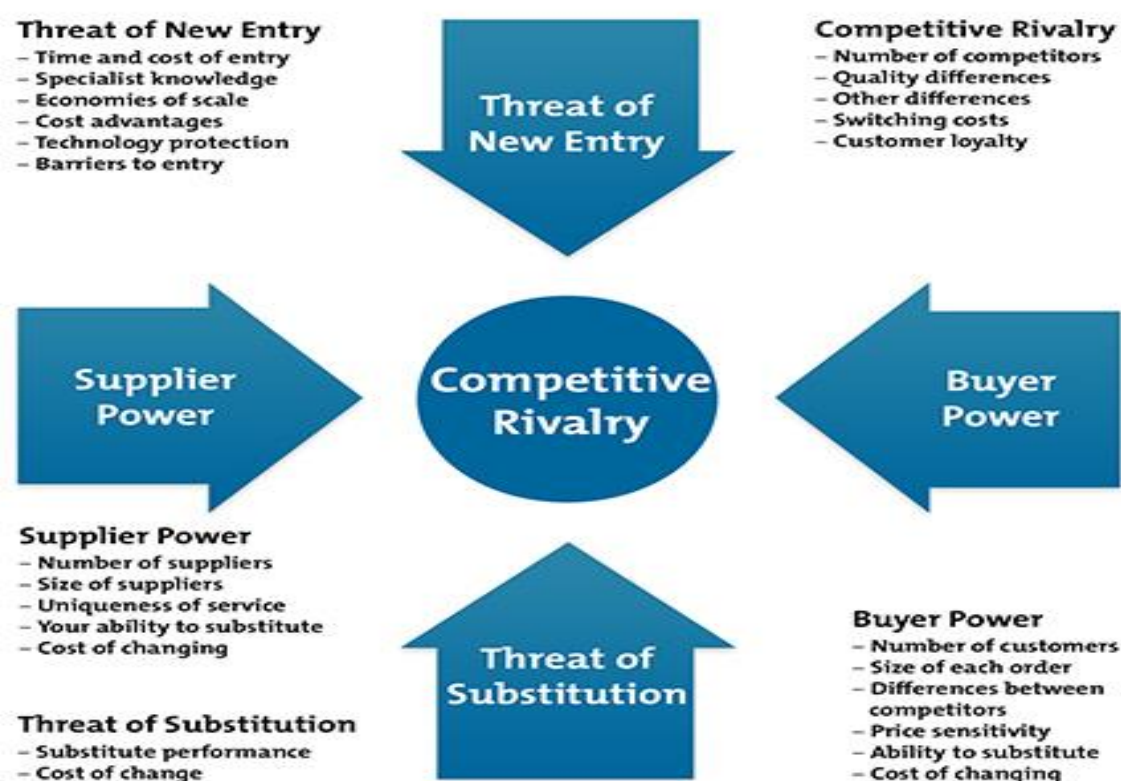 Threat of New Entry
– Time and cost of entry
– Specialist knowledge
– Economies of scale
– Cost advantages
– Technology protection
– Barriers to entry
Threat of
New Entry
Competitive Rivalry
– Number of competitors
– Quality differences
– Other differences
– Switching costs
– Customer loyalty
Supplier
Power
Competitive
Rivalry
Buyer
Power
Supplier Power
– Number of suppliers
– Size of suppliers
– Uniqueness of service
– Your ability to substitute
– Cost of changing
Threat of
Substitution
Buyer Power
– Number of customers
– Size of each order
– Differences between
competitors
– Price sensitivity
– Ability to substitute
– Cost of changing
Threat of Substitution
– Substitute performance
– Cost of change